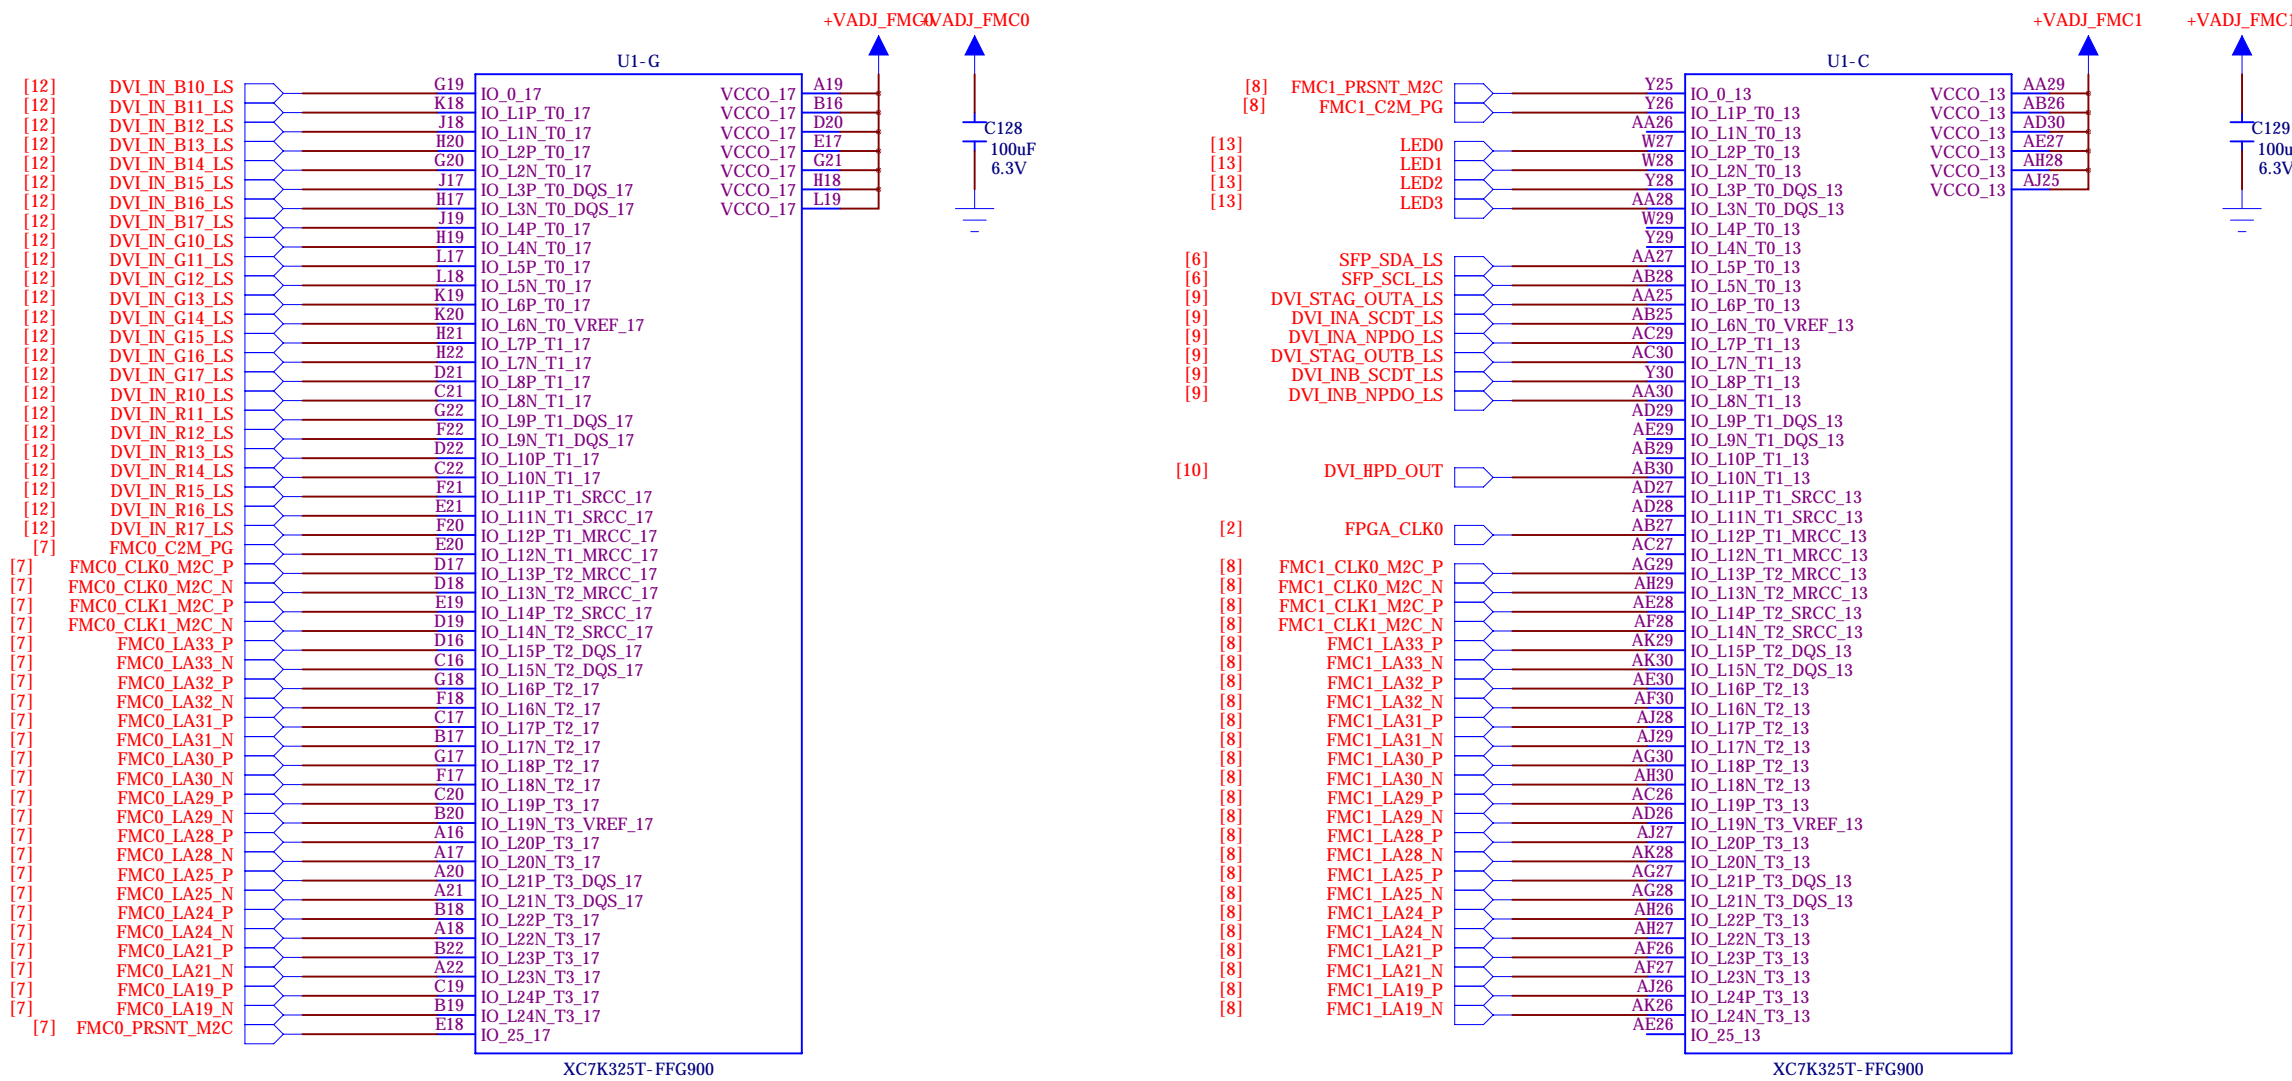 +VADJ_FMC0 +VADJ_FMC0
U1-G
[12] DVI_IN_B10_LS G19 IO_0_17 VCCO_17 A19
[12] DVI_IN_B11_LS K18 IO_L1P_T0_17 VCCO_17 B16
[12] DVI_IN_B12_LS J18 IO_L1N_T0_17 VCCO_17 D20
[12] DVI_IN_B13_LS H20 IO_L2P_T0_17 VCCO_17 E17
[12] DVI_IN_B14_LS G20 IO_L2N_T0_17 VCCO_17 G21
[12] DVI_IN_B15_LS J17 IO_L3P_T0_DQS_17 VCCO_17 H18
[12] DVI_IN_B16_LS H17 IO_L3N_T0_DQS_17 VCCO_17 L19
[12] DVI_IN_B17_LS J19 IO_L4P_T0_17
[12] DVI_IN_G10_LS H19 IO_L4N_T0_17
[12] DVI_IN_G11_LS L17 IO_L5P_T0_17
[12] DVI_IN_G12_LS L18 IO_L5N_T0_17
[12] DVI_IN_G13_LS K19 IO_L6P_T0_17
[12] DVI_IN_G14_LS K20 IO_L6N_T0_VREF_17
[12] DVI_IN_G15_LS H21 IO_L7P_T1_17
[12] DVI_IN_G16_LS H22 IO_L7N_T1_17
[12] DVI_IN_G17_LS D21 IO_L8P_T1_17
[12] DVI_IN_R10_LS C21 IO_L8N_T1_17
[12] DVI_IN_R11_LS G22 IO_L9P_T1_DQS_17
[12] DVI_IN_R12_LS F22 IO_L9N_T1_DQS_17
[12] DVI_IN_R13_LS D22 IO_L10P_T1_17
[12] DVI_IN_R14_LS C22 IO_L10N_T1_17
[12] DVI_IN_R15_LS F21 IO_L11P_T1_SRCC_17
[12] DVI_IN_R16_LS E21 IO_L11N_T1_SRCC_17
[12] DVI_IN_R17_LS F20 IO_L12P_T1_MRCC_17
[7] FMC0_C2M_PG E20 IO_L12N_T1_MRCC_17
[7] FMC0_CLK0_M2C_P D17 IO_L13P_T2_MRCC_17
[7] FMC0_CLK0_M2C_N D18 IO_L13N_T2_MRCC_17
[7] FMC0_CLK1_M2C_P E19 IO_L14P_T2_SRCC_17
[7] FMC0_CLK1_M2C_N D19 IO_L14N_T2_SRCC_17
[7] FMC0_LA33_P D16 IO_L15P_T2_DQS_17
[7] FMC0_LA33_N C16 IO_L15N_T2_DQS_17
[7] FMC0_LA32_P G18 IO_L16P_T2_17
[7] FMC0_LA32_N F18 IO_L16N_T2_17
[7] FMC0_LA31_P C17 IO_L17P_T2_17
[7] FMC0_LA31_N B17 IO_L17N_T2_17
[7] FMC0_LA30_P G17 IO_L18P_T2_17
[7] FMC0_LA30_N F17 IO_L18N_T2_17
[7] FMC0_LA29_P C20 IO_L19P_T3_17
[7] FMC0_LA29_N B20 IO_L19N_T3_VREF_17
[7] FMC0_LA28_P A16 IO_L20P_T3_17
[7] FMC0_LA28_N A17 IO_L20N_T3_17
[7] FMC0_LA25_P A20 IO_L21P_T3_DQS_17
[7] FMC0_LA25_N A21 IO_L21N_T3_DQS_17
[7] FMC0_LA24_P B18 IO_L22P_T3_17
[7] FMC0_LA24_N A18 IO_L22N_T3_17
[7] FMC0_LA21_P B22 IO_L23P_T3_17
[7] FMC0_LA21_N A22 IO_L23N_T3_17
[7] FMC0_LA19_P C19 IO_L24P_T3_17
[7] FMC0_LA19_N B19 IO_L24N_T3_17
[7] FMC0_PRSNT_M2C E18 IO_25_17
XC7K325T-FFG900
C128
100uF
6.3V
+VADJ_FMC1 +VADJ_FMC1
U1-C
[8] FMC1_PRSNT_M2C Y25 IO_0_13 VCCO_13 AA29
[8] FMC1_C2M_PG Y26 IO_L1P_T0_13 VCCO_13 AB26
AA26 IO_L1N_T0_13 VCCO_13 AD30
[13] LED0 W27 IO_L2P_T0_13 VCCO_13 AE27
[13] LED1 W28 IO_L2N_T0_13 VCCO_13 AH28
[13] LED2 Y28 IO_L3P_T0_DQS_13 VCCO_13 AJ25
[13] LED3 AA28 IO_L3N_T0_DQS_13
W29 IO_L4P_T0_13
Y29 IO_L4N_T0_13
[6] SFP_SDA_LS AA27 IO_L5P_T0_13
[6] SFP_SCL_LS AB28 IO_L5N_T0_13
[9] DVI_STAG_OUTA_LS AA25 IO_L6P_T0_13
[9] DVI_INA_SCDT_LS AB25 IO_L6N_T0_VREF_13
[9] DVI_INA_NPDO_LS AC29 IO_L7P_T1_13
[9] DVI_STAG_OUTB_LS AC30 IO_L7N_T1_13
[9] DVI_INB_SCDT_LS Y30 IO_L8P_T1_13
[9] DVI_INB_NPDO_LS AA30 IO_L8N_T1_13
AD29 IO_L9P_T1_DQS_13
AE29 IO_L9N_T1_DQS_13
AB29 IO_L10P_T1_13
[10] DVI_HPD_OUT AB30 IO_L10N_T1_13
AD27 IO_L11P_T1_SRCC_13
AD28 IO_L11N_T1_SRCC_13
[2] FPGA_CLK0 AB27 IO_L12P_T1_MRCC_13
AC27 IO_L12N_T1_MRCC_13
[8] FMC1_CLK0_M2C_P AG29 IO_L13P_T2_MRCC_13
[8] FMC1_CLK0_M2C_N AH29 IO_L13N_T2_MRCC_13
[8] FMC1_CLK1_M2C_P AE28 IO_L14P_T2_SRCC_13
[8] FMC1_CLK1_M2C_N AF28 IO_L14N_T2_SRCC_13
[8] FMC1_LA33_P AK29 IO_L15P_T2_DQS_13
[8] FMC1_LA33_N AK30 IO_L15N_T2_DQS_13
[8] FMC1_LA32_P AE30 IO_L16P_T2_13
[8] FMC1_LA32_N AF30 IO_L16N_T2_13
[8] FMC1_LA31_P AJ28 IO_L17P_T2_13
[8] FMC1_LA31_N AJ29 IO_L17N_T2_13
[8] FMC1_LA30_P AG30 IO_L18P_T2_13
[8] FMC1_LA30_N AH30 IO_L18N_T2_13
[8] FMC1_LA29_P AC26 IO_L19P_T3_13
[8] FMC1_LA29_N AD26 IO_L19N_T3_VREF_13
[8] FMC1_LA28_P AJ27 IO_L20P_T3_13
[8] FMC1_LA28_N AK28 IO_L20N_T3_13
[8] FMC1_LA25_P AG27 IO_L21P_T3_DQS_13
[8] FMC1_LA25_N AG28 IO_L21N_T3_DQS_13
[8] FMC1_LA24_P AH26 IO_L22P_T3_13
[8] FMC1_LA24_N AH27 IO_L22N_T3_13
[8] FMC1_LA21_P AF26 IO_L23P_T3_13
[8] FMC1_LA21_N AF27 IO_L23N_T3_13
[8] FMC1_LA19_P AJ26 IO_L24P_T3_13
[8] FMC1_LA19_N AK26 IO_L24N_T3_13
AE26 IO_25_13
XC7K325T-FFG900
C129
100u
6.3V